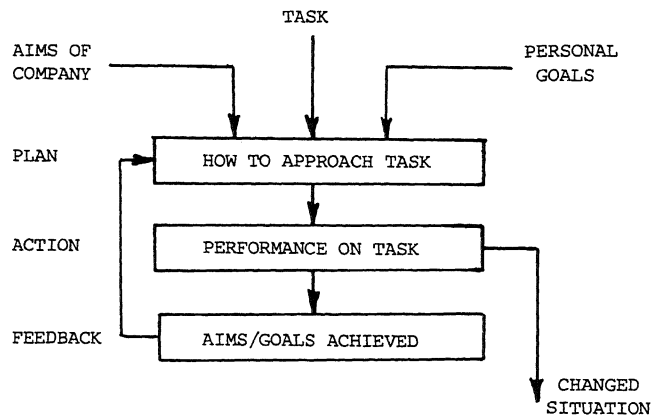 TASK
AIMS OF
COMPANY
PERSONAL
GOALS
PLAN
HOW TO APPROACH TASK
ACTION
PERFORMANCE ON TASK
FEEDBACK
AIMS/GOALS ACHIEVED
CHANGED
SITUATION